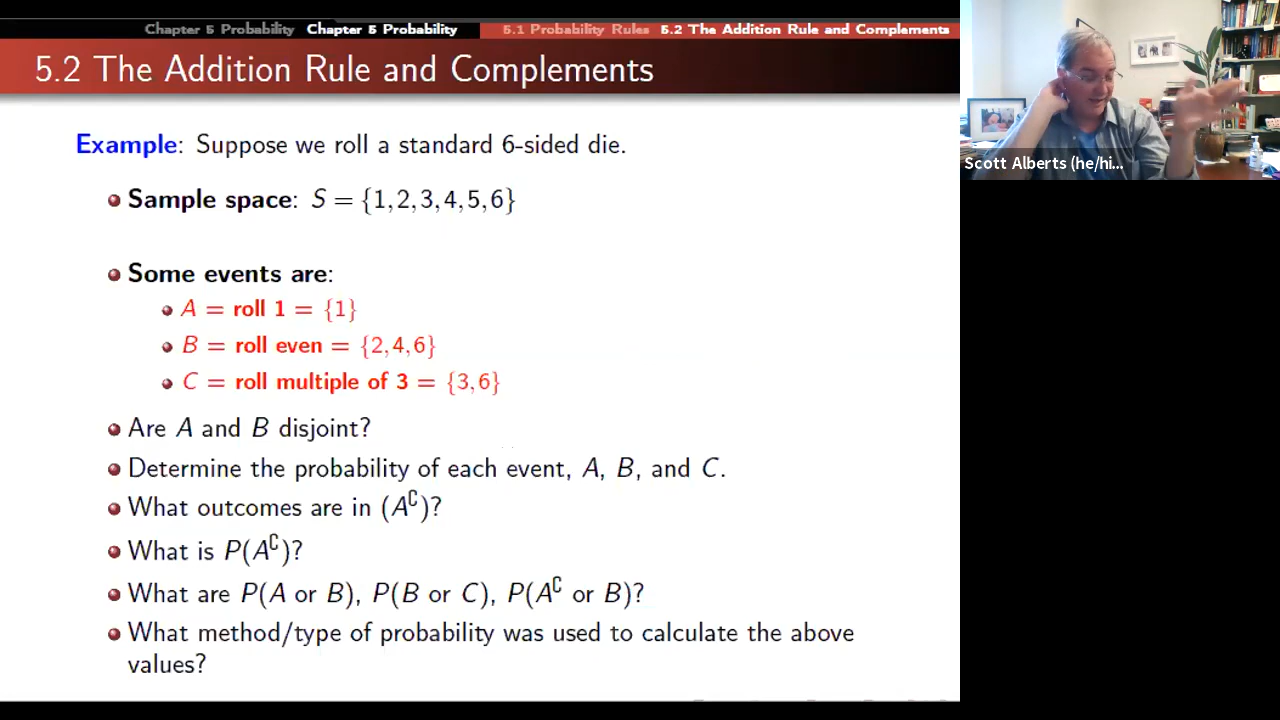 Chapter 5 Probability Chapter 5 Probability 5.1 Probability Rules 5.2 The Addition Rule and Complements
5.2 The Addition Rule and Complements
Example: Suppose we roll a standard 6-sided die.
Sample space: S = {1, 2, 3, 4, 5, 6}
Some events are:
A = roll 1 = {1}
B = roll even = {2, 4, 6}
C = roll multiple of 3 = {3, 6}
Are A and B disjoint?
Determine the probability of each event, A, B, and C.
What outcomes are in (Aᶜ)?
What is P(Aᶜ)?
What are P(A or B), P(B or C), P(Aᶜ or B)?
What method/type of probability was used to calculate the above
values?
Scott Alberts (he/hi...